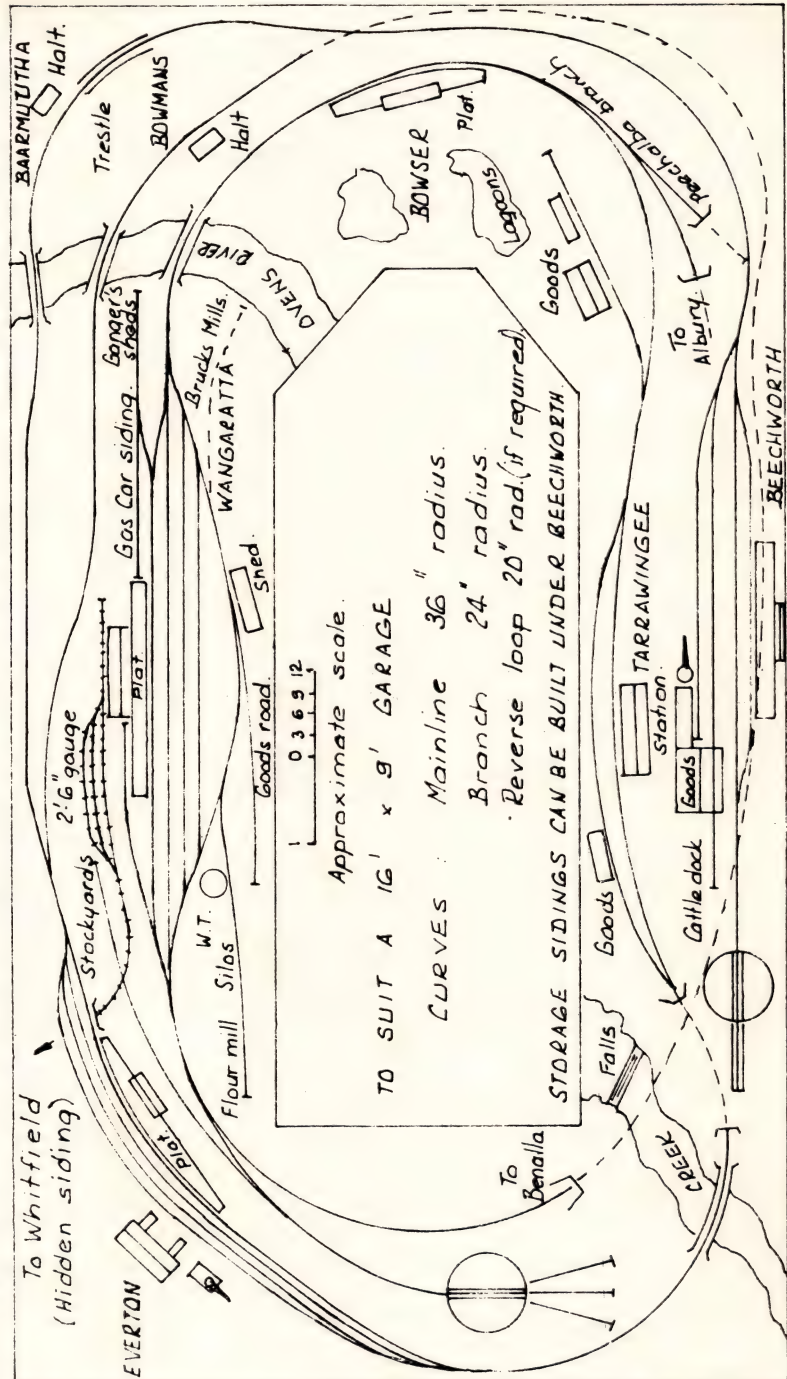 To Whitfield
(Hidden siding)
EVERTON
Plat.
Stockyards
2'6" gauge
Plat.
Gas Car siding.
Ganger's
sheds
BAARMUTHA
Halt.
Trestle
BOWMANS
Halt
RIVER
OVENS
Flour mill Silos
W.T.
Goods road.
Shed.
WANGARATTA
Brucks Mills.
BOWSER
Plat.
Lagoons
Goods
Peechalba branch
To
Albury
1 0 3 6 9 12
Approximate scale.
TO SUIT A 16' x 9' GARAGE
CURVES : Mainline 36" radius.
Branch 24" radius.
Reverse loop 20" rad.(if required)
STORAGE SIDINGS CAN BE BUILT UNDER BEECHWORTH.
To
Benalla
Falls
CREEK
Goods
TARRAWINGEE
Station
Goods
Cattle dock
BEECHWORTH